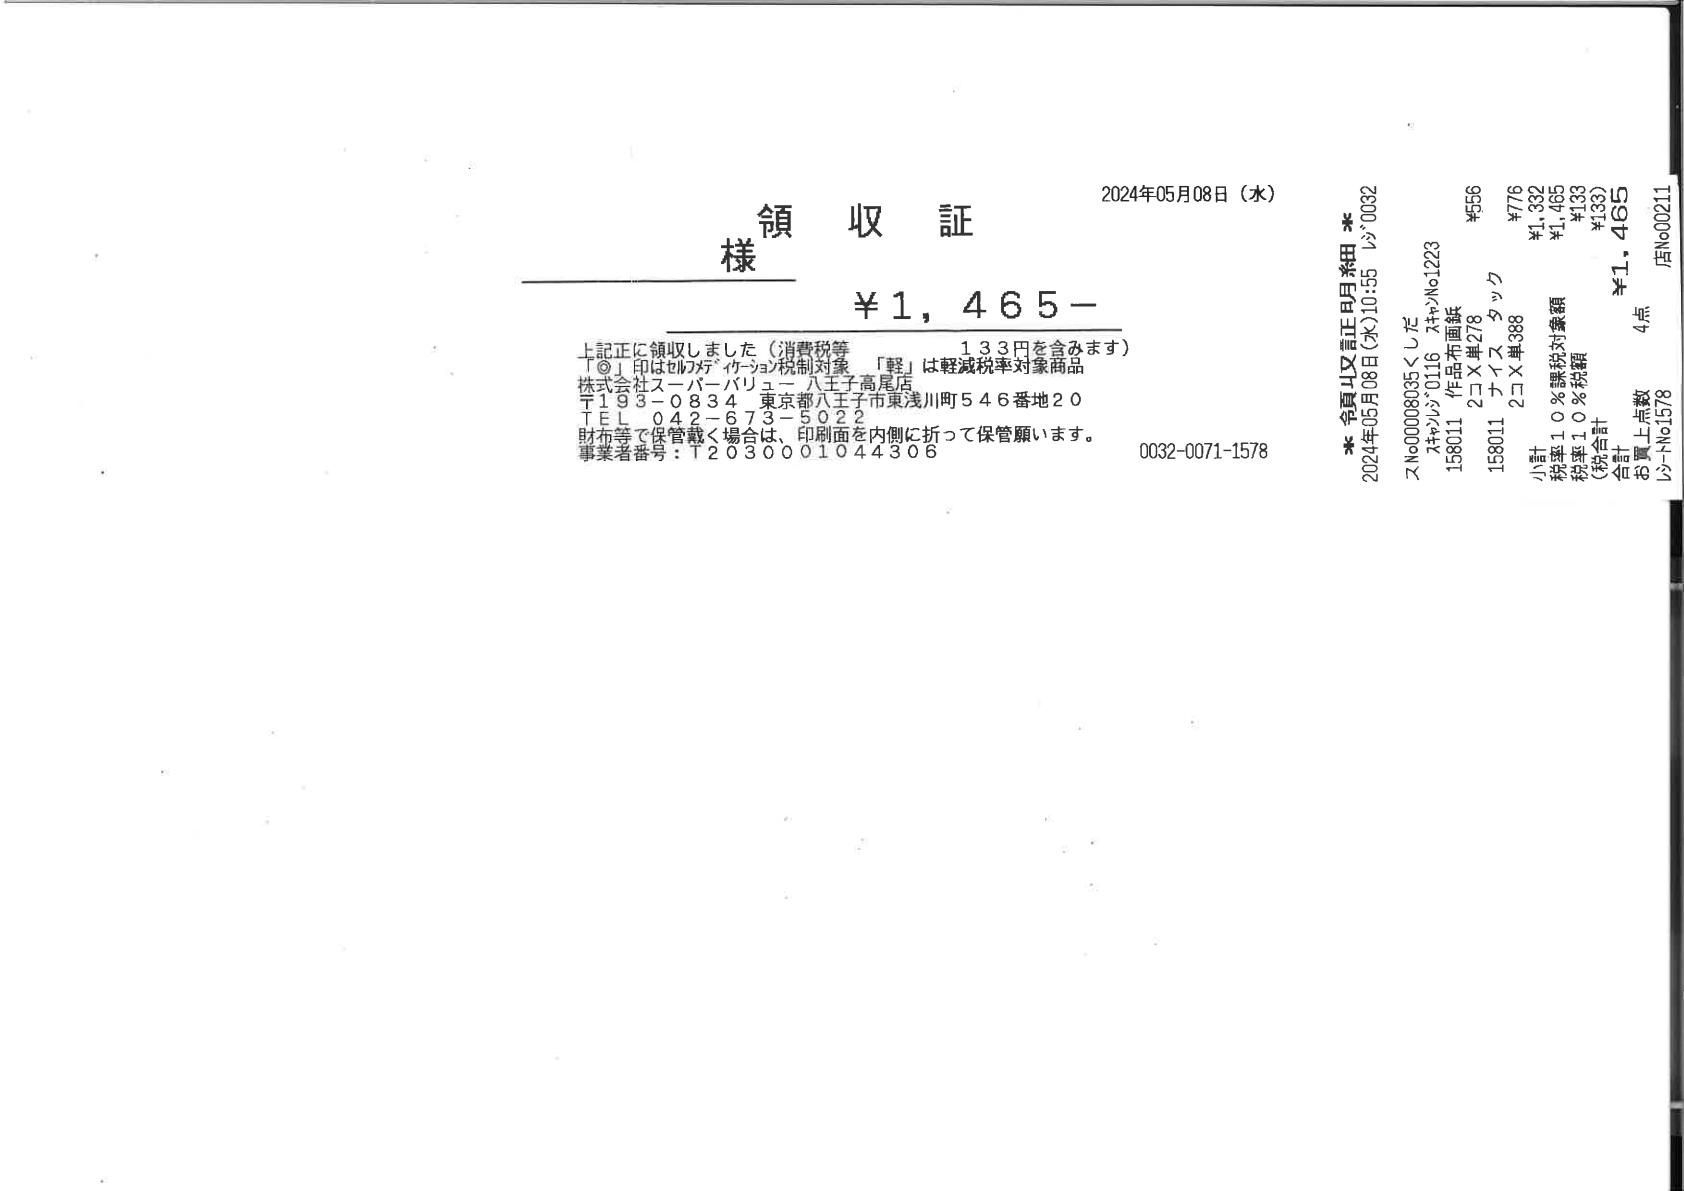 2024年05月08日（水）
領　収　証
様
¥1,465−
上記正に領収しました（消費税等　　　　　１３３円を含みます）
「◎」印はｾﾙﾌﾒﾃﾞｨｹｰｼｮﾝ税制対象　「軽」は軽減税率対象商品
株式会社スーパーバリュー　八王子高尾店
〒１９３−０８３４　東京都八王子市東浅川町５４６番地２０
ＴＥＬ　０４２−６７３−５０２２
財布等で保管戴く場合は、印刷面を内側に折って保管願います。
事業者番号：Ｔ２０３０００１０４４３０６
0032-0071-1578
＊ 領収証明細 ＊
2024年05月08日(水)10:55　ﾚｼﾞ0032
スNo00008035くしだ
ｽｷｬﾝﾚｼﾞ0116　ｽｷｬﾝNo1223
158011　作品布画鋲
2コX単278　¥556
158011　ナイス　タック
2コX単388　¥776
小計　¥1,332
税率１０％課税対象額　¥1,465
税率１０％税額　¥133
(税合計　¥133)
合計　¥1,465
お買上点数　4点
ﾚｼｰﾄNo1578　店No00211